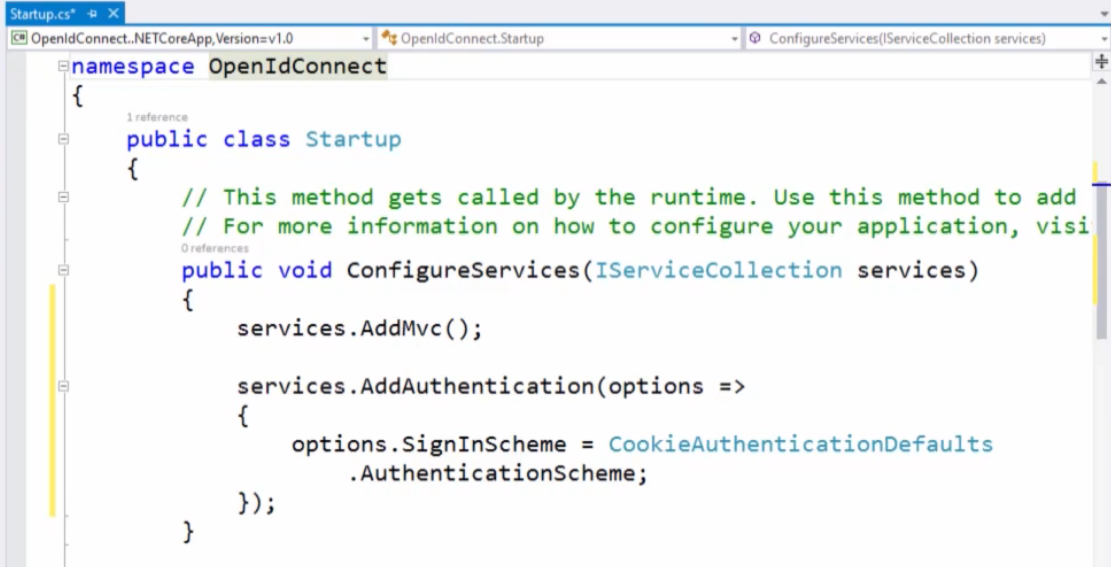 Startup.cs*
C# OpenIdConnect..NETCoreApp,Version=v1.0 OpenIdConnect.Startup ConfigureServices(IServiceCollection services)
namespace OpenIdConnect
{
1 reference
public class Startup
{
// This method gets called by the runtime. Use this method to add
// For more information on how to configure your application, visi
0 references
public void ConfigureServices(IServiceCollection services)
{
services.AddMvc();
services.AddAuthentication(options =>
{
options.SignInScheme = CookieAuthenticationDefaults
.AuthenticationScheme;
});
}